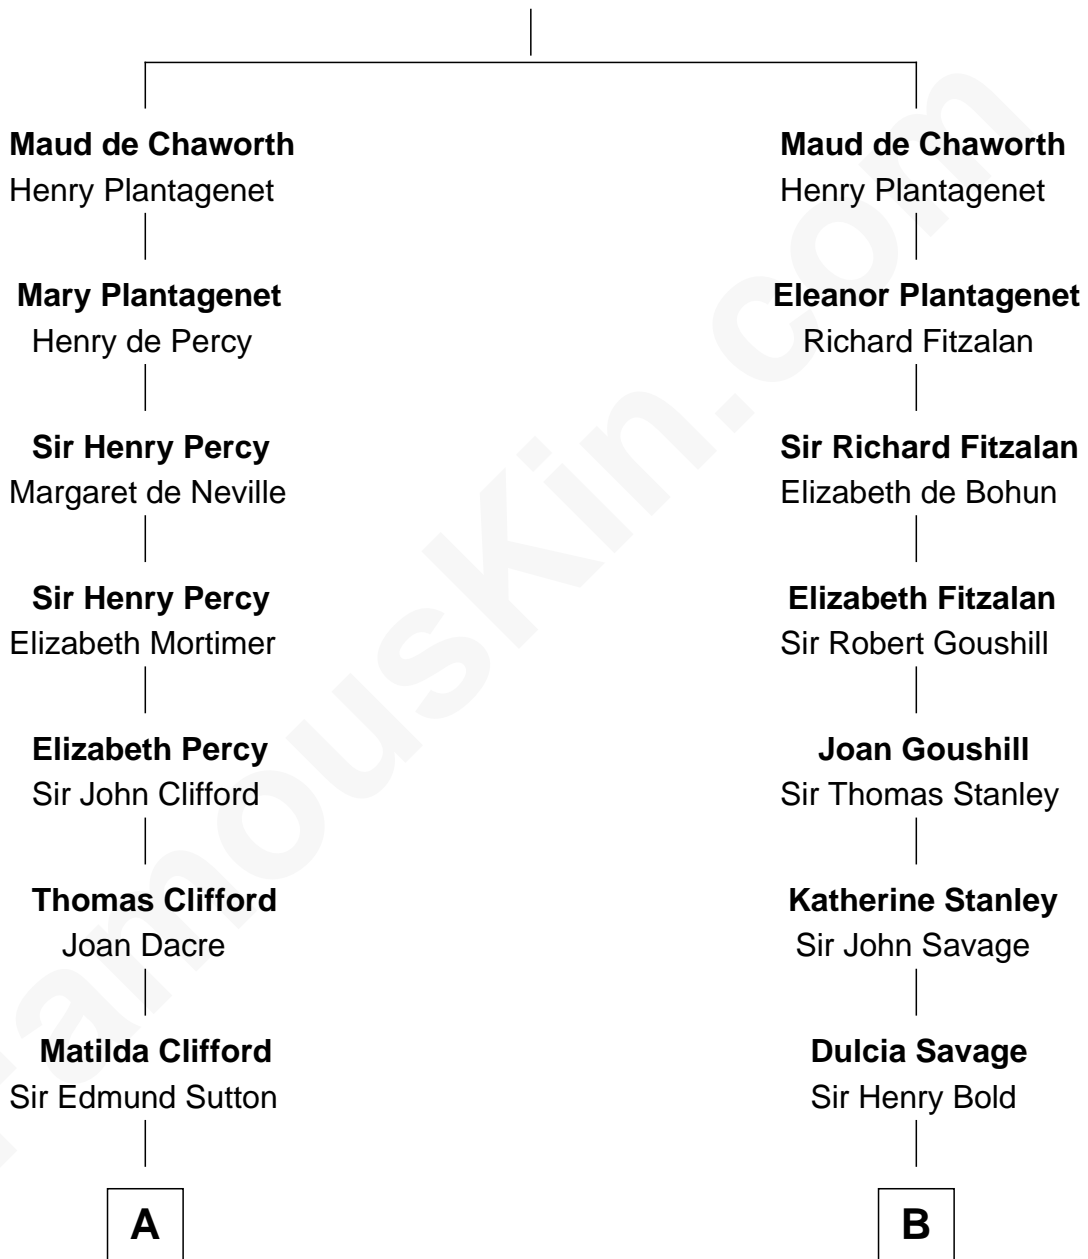 Maud de Chaworth
Henry Plantagenet
Mary Plantagenet
Henry de Percy
Sir Henry Percy
Margaret de Neville
Sir Henry Percy
Elizabeth Mortimer
Elizabeth Percy
Sir John Clifford
Thomas Clifford
Joan Dacre
Matilda Clifford
Sir Edmund Sutton
A
Maud de Chaworth
Henry Plantagenet
Eleanor Plantagenet
Richard Fitzalan
Sir Richard Fitzalan
Elizabeth de Bohun
Elizabeth Fitzalan
Sir Robert Goushill
Joan Goushill
Sir Thomas Stanley
Katherine Stanley
Sir John Savage
Dulcia Savage
Sir Henry Bold
B
FamousKin.com